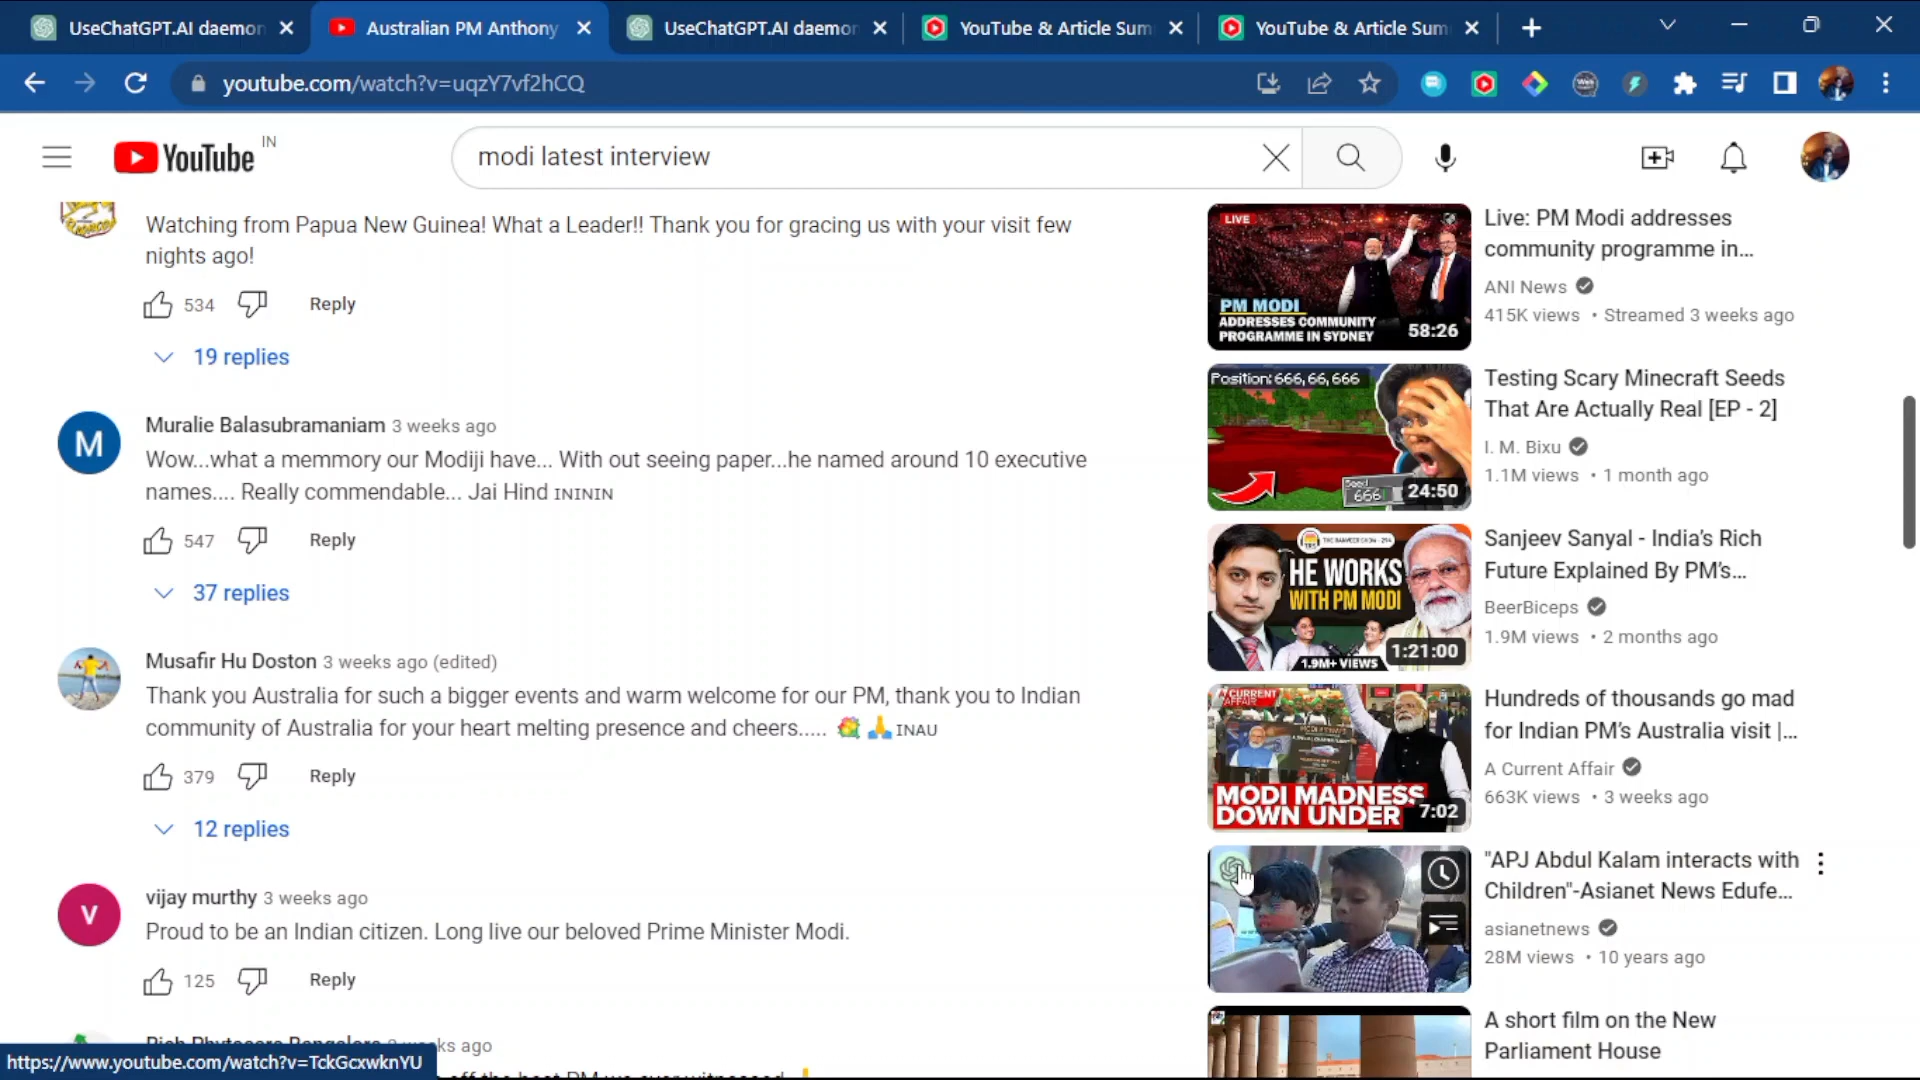 UseChatGPT.AI daemon
Australian PM Anthony
UseChatGPT.AI daemon
YouTube & Article Sum
YouTube & Article Sum
youtube.com/watch?v=uqzY7vf2hCQ
YouTube IN
modi latest interview
Watching from Papua New Guinea! What a Leader!! Thank you for gracing us with your visit few
nights ago!
534 Reply
19 replies
M
Muralie Balasubramaniam 3 weeks ago
Wow...what a memmory our Modiji have... With out seeing paper...he named around 10 executive
names.... Really commendable... Jai Hind INININ
547 Reply
37 replies
Musafir Hu Doston 3 weeks ago (edited)
Thank you Australia for such a bigger events and warm welcome for our PM, thank you to Indian
community of Australia for your heart melting presence and cheers..... 💐 🙏 INAU
379 Reply
12 replies
V
vijay murthy 3 weeks ago
Proud to be an Indian citizen. Long live our beloved Prime Minister Modi.
125 Reply
https://www.youtube.com/watch?v=TckGcxwknYU
LIVE
PM MODI
ADDRESSES COMMUNITY
PROGRAMME IN SYDNEY
58:26
Live: PM Modi addresses
community programme in...
ANI News
415K views • Streamed 3 weeks ago
Position: 666, 66, 666
Seed
666
24:50
Testing Scary Minecraft Seeds
That Are Actually Real [EP - 2]
I. M. Bixu
1.1M views • 1 month ago
HE WORKS
WITH PM MODI
1.9M+ VIEWS
1:21:00
Sanjeev Sanyal - India's Rich
Future Explained By PM's...
BeerBiceps
1.9M views • 2 months ago
A CURRENT
AFFAIR
MODI MADNESS
DOWN UNDER
7:02
Hundreds of thousands go mad
for Indian PM's Australia visit |...
A Current Affair
663K views • 3 weeks ago
"APJ Abdul Kalam interacts with
Children"-Asianet News Edufe...
asianetnews
28M views • 10 years ago
A short film on the New
Parliament House